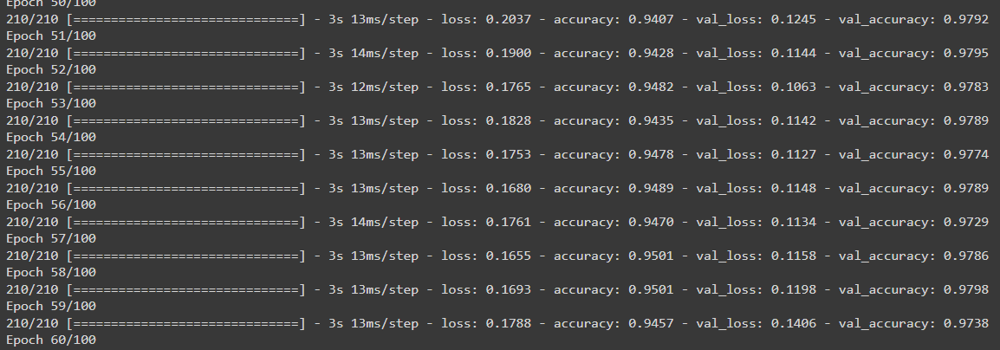 Epoch 50/100
210/210 [==============================] - 3s 13ms/step - loss: 0.2037 - accuracy: 0.9407 - val_loss: 0.1245 - val_accuracy: 0.9792
Epoch 51/100
210/210 [==============================] - 3s 14ms/step - loss: 0.1900 - accuracy: 0.9428 - val_loss: 0.1144 - val_accuracy: 0.9795
Epoch 52/100
210/210 [==============================] - 3s 12ms/step - loss: 0.1765 - accuracy: 0.9482 - val_loss: 0.1063 - val_accuracy: 0.9783
Epoch 53/100
210/210 [==============================] - 3s 13ms/step - loss: 0.1828 - accuracy: 0.9435 - val_loss: 0.1142 - val_accuracy: 0.9789
Epoch 54/100
210/210 [==============================] - 3s 13ms/step - loss: 0.1753 - accuracy: 0.9478 - val_loss: 0.1127 - val_accuracy: 0.9774
Epoch 55/100
210/210 [==============================] - 3s 13ms/step - loss: 0.1680 - accuracy: 0.9489 - val_loss: 0.1148 - val_accuracy: 0.9789
Epoch 56/100
210/210 [==============================] - 3s 14ms/step - loss: 0.1761 - accuracy: 0.9470 - val_loss: 0.1134 - val_accuracy: 0.9729
Epoch 57/100
210/210 [==============================] - 3s 13ms/step - loss: 0.1655 - accuracy: 0.9501 - val_loss: 0.1158 - val_accuracy: 0.9786
Epoch 58/100
210/210 [==============================] - 3s 13ms/step - loss: 0.1693 - accuracy: 0.9501 - val_loss: 0.1198 - val_accuracy: 0.9798
Epoch 59/100
210/210 [==============================] - 3s 13ms/step - loss: 0.1788 - accuracy: 0.9457 - val_loss: 0.1406 - val_accuracy: 0.9738
Epoch 60/100